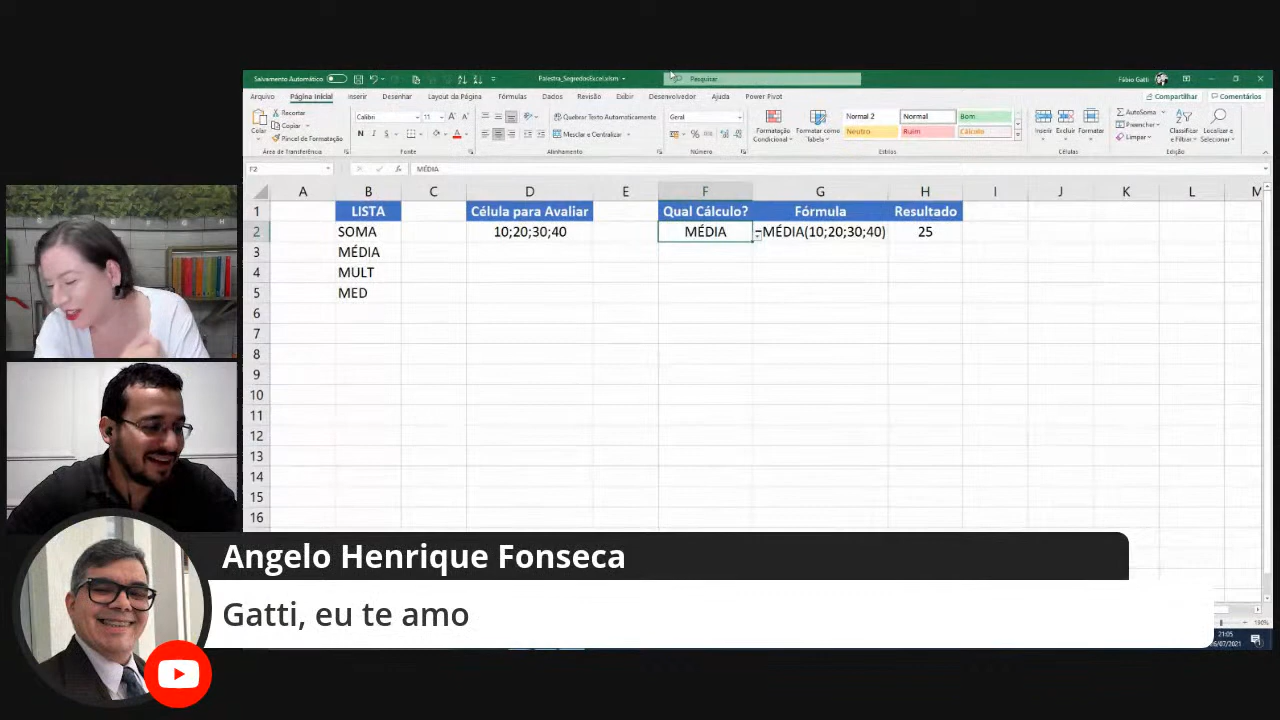 Salvamento Automático
Palestra_SegredosExcel.xlsm
Pesquisar
Fábio Gatti
Arquivo Página Inicial Inserir Desenhar Layout da Página Fórmulas Dados Revisão Exibir Desenvolvedor Ajuda Power Pivot
Compartilhar Comentários
Colar
Recortar
Copiar
Pincel de Formatação
Área de Transferência
Calibri 11
N I S
Fonte
Quebrar Texto Automaticamente
Mesclar e Centralizar
Alinhamento
Geral
Número
Formatação Condicional
Formatar como Tabela
Normal 2 Normal Bom
Neutro Ruim Cálculo
Estilos
Inserir Excluir Formatar
Células
AutoSoma
Preencher
Limpar
Classificar e Filtrar
Localizar e Selecionar
Edição
F2 fx MÉDIA
A B C D E F G H I J K L M
1 LISTA Célula para Avaliar Qual Cálculo? Fórmula Resultado
2 SOMA 10;20;30;40 MÉDIA =MÉDIA(10;20;30;40) 25
3 MÉDIA
4 MULT
5 MED
6
7
8
9
10
11
12
13
14
15
16
190%
21:05
Angelo Henrique Fonseca
Gatti, eu te amo